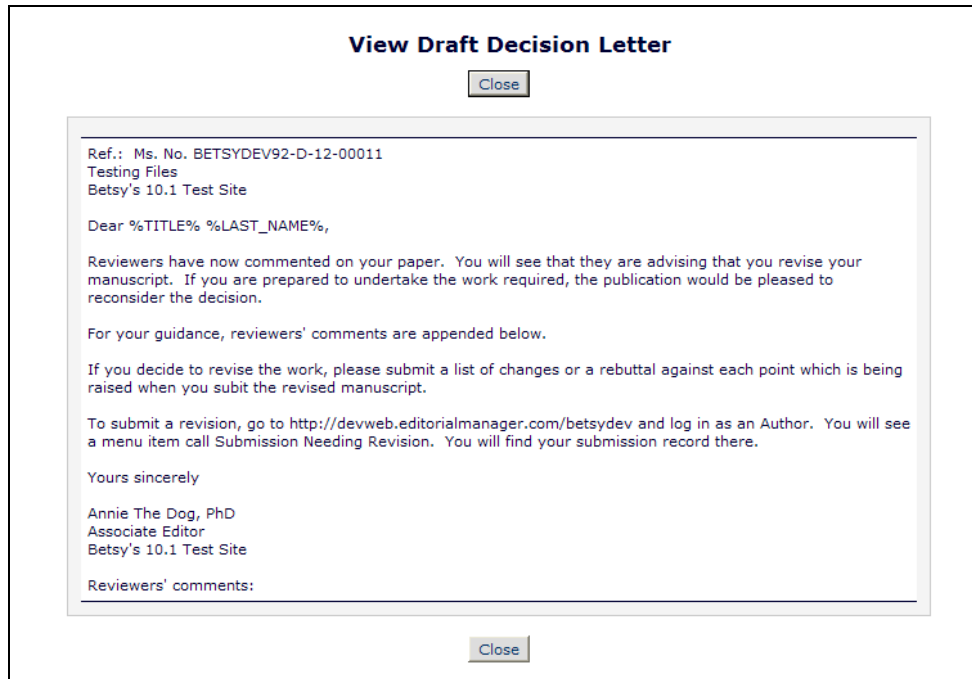 View Draft Decision Letter
Close
Ref.: Ms. No. BETSYDEV92-D-12-00011
Testing Files
Betsy's 10.1 Test Site
Dear %TITLE% %LAST_NAME%,
Reviewers have now commented on your paper. You will see that they are advising that you revise your
manuscript. If you are prepared to undertake the work required, the publication would be pleased to
reconsider the decision.
For your guidance, reviewers' comments are appended below.
If you decide to revise the work, please submit a list of changes or a rebuttal against each point which is being
raised when you subit the revised manuscript.
To submit a revision, go to http://devweb.editorialmanager.com/betsydev and log in as an Author. You will see
a menu item call Submission Needing Revision. You will find your submission record there.
Yours sincerely
Annie The Dog, PhD
Associate Editor
Betsy's 10.1 Test Site
Reviewers' comments:
Close